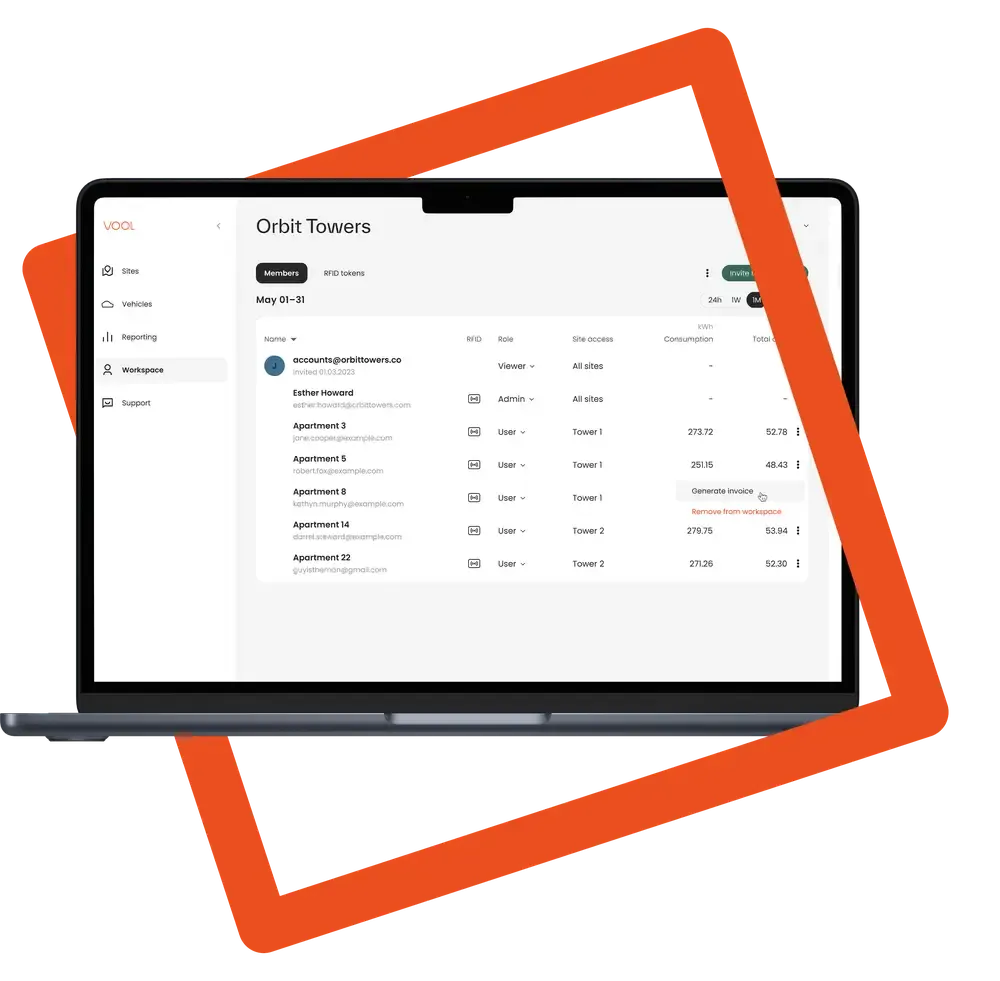 VOOL
Orbit Towers
Sites
Vehicles
Reporting
Workspace
Support
Members RFID tokens Invite
May 01–31 24h 1W 1M
kWh
Name RFID Role Site access Consumption Total
J accounts@orbittowers.co Viewer All sites - 
Invited 01.03.2023
Esther Howard Admin All sites - -
esther.howard@orbittowers.com
Apartment 3 User Tower 1 273.72 52.78
jane.cooper@example.com
Apartment 5 User Tower 1 251.15 48.43
robert.fox@example.com
Apartment 8 User Tower 1
kathyn.murphy@example.com
Generate invoice
Remove from workspace
Apartment 14 User Tower 2 279.75 53.94
Apartment 22 User Tower 2 271.26 52.30
guyistheman@gmail.com